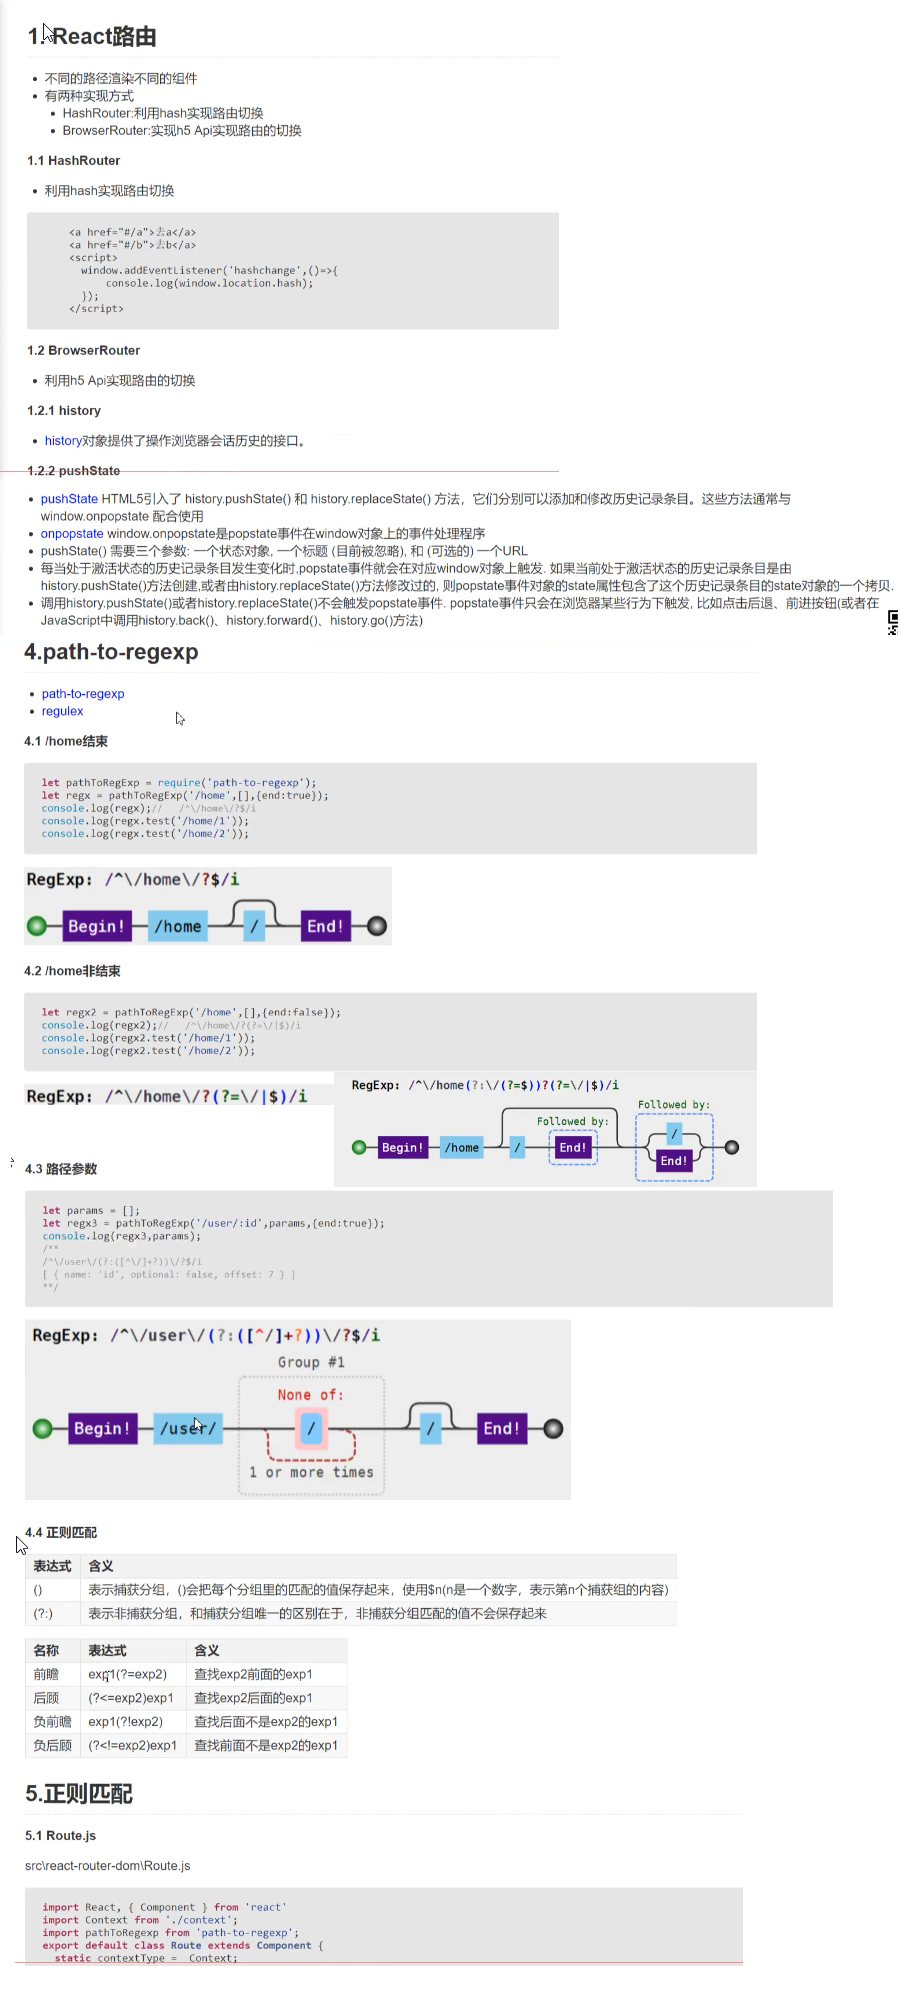 1. React路由
不同的路径渲染不同的组件
有两种实现方式
HashRouter:利用hash实现路由切换
BrowserRouter:实现h5 Api实现路由的切换
1.1 HashRouter
利用hash实现路由切换
<a href="#/a">去a</a>
<a href="#/b">去b</a>
<script>
window.addEventListener('hashchange',()=>{
console.log(window.location.hash);
});
</script>
1.2 BrowserRouter
利用h5 Api实现路由的切换
1.2.1 history
history对象提供了操作浏览器会话历史的接口。
1.2.2 pushState
pushState HTML5引入了 history.pushState() 和 history.replaceState() 方法，它们分别可以添加和修改历史记录条目。这些方法通常与
window.onpopstate 配合使用
onpopstate window.onpopstate是popstate事件在window对象上的事件处理程序
pushState() 需要三个参数: 一个状态对象, 一个标题 (目前被忽略), 和 (可选的) 一个URL
每当处于激活状态的历史记录条目发生变化时,popstate事件就会在对应window对象上触发. 如果当前处于激活状态的历史记录条目是由
history.pushState()方法创建,或者由history.replaceState()方法修改过的, 则popstate事件对象的state属性包含了这个历史记录条目的state对象的一个拷贝.
调用history.pushState()或者history.replaceState()不会触发popstate事件. popstate事件只会在浏览器某些行为下触发, 比如点击后退、前进按钮(或者在
JavaScript中调用history.back()、history.forward()、history.go()方法)
4.path-to-regexp
path-to-regexp
regulex
4.1 /home结束
let pathToRegExp = require('path-to-regexp');
let regx = pathToRegExp('/home',[],{end:true});
console.log(regx);//   /^\/home\/?$/i
console.log(regx.test('/home/1'));
console.log(regx.test('/home/2'));
RegExp: /^\/home\/?$/i
Begin! /home / End!
4.2 /home非结束
let regx2 = pathToRegExp('/home',[],{end:false});
console.log(regx2);//   /^\/home\/?(?=\/|$)/i
console.log(regx2.test('/home/1'));
console.log(regx2.test('/home/2'));
RegExp: /^\/home\/?(?=\/|$)/i
RegExp: /^\/home(?:\/(?=$))?(?=\/|$)/i
Followed by:
Followed by:
/
Begin! /home / End!
End!
4.3 路径参数
let params = [];
let regx3 = pathToRegExp('/user/:id',params,{end:true});
console.log(regx3,params);
/**
/^\/user\/(?:([^\/]+?))\/?$/i
[ { name: 'id', optional: false, offset: 7 } ]
**/
RegExp: /^\/user\/(?:([^/]+?))\/?$/i
Group #1
None of:
Begin! /user/ / / End!
1 or more times
4.4 正则匹配
表达式 含义
() 表示捕获分组，()会把每个分组里的匹配的值保存起来，使用$n(n是一个数字，表示第n个捕获组的内容)
(?:) 表示非捕获分组，和捕获分组唯一的区别在于，非捕获分组匹配的值不会保存起来
名称 表达式 含义
前瞻 exp1(?=exp2) 查找exp2前面的exp1
后顾 (?<=exp2)exp1 查找exp2后面的exp1
负前瞻 exp1(?!exp2) 查找后面不是exp2的exp1
负后顾 (?<!=exp2)exp1 查找前面不是exp2的exp1
5.正则匹配
5.1 Route.js
src\react-router-dom\Route.js
import React, { Component } from 'react'
import Context from './context';
import pathToRegexp from 'path-to-regexp';
export default class Route extends Component {
static contextType =  Context;